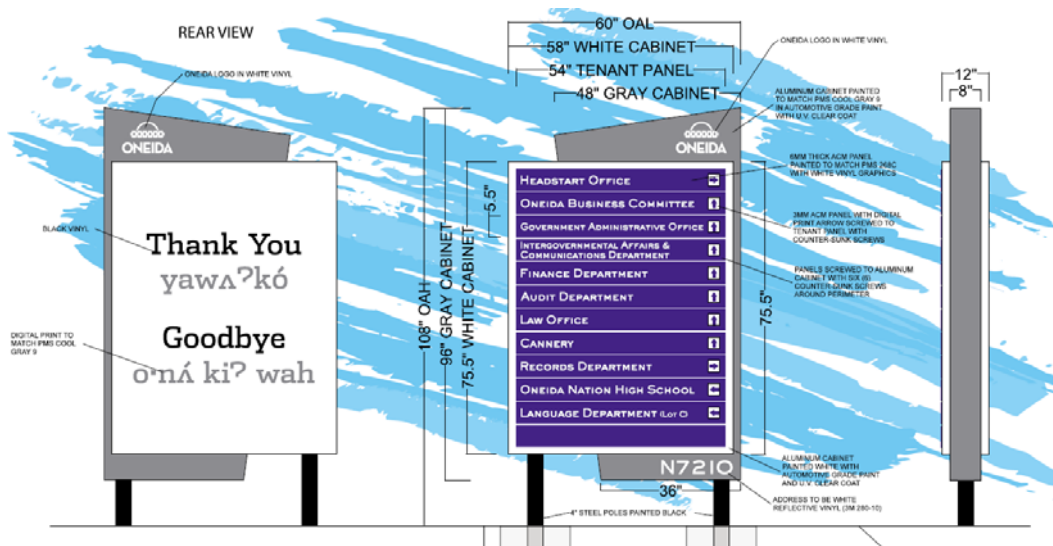 REAR VIEW
ONEIDA LOGO IN WHITE VINYL
ONEIDA
BLACK VINYL
Thank You
yawʌˀkó
DIGITAL PRINT TO
MATCH PMS COOL
GRAY 9
Goodbye
o·nʌ́ kiˀ wah
60" OAL
58" WHITE CABINET
54" TENANT PANEL
48" GRAY CABINET
108" OAH
96" GRAY CABINET
75.5" WHITE CABINET
5.5"
ONEIDA
HEADSTART OFFICE
ONEIDA BUSINESS COMMITTEE
GOVERNMENT ADMINISTRATIVE OFFICE
INTERGOVERNMENTAL AFFAIRS &
COMMUNICATIONS DEPARTMENT
FINANCE DEPARTMENT
AUDIT DEPARTMENT
LAW OFFICE
CANNERY
RECORDS DEPARTMENT
ONEIDA NATION HIGH SCHOOL
LANGUAGE DEPARTMENT (LOT C)
N7210
36"
4" STEEL POLES PAINTED BLACK
75.5"
ONEIDA LOGO IN WHITE VINYL
ALUMINUM CABINET PAINTED
TO MATCH PMS COOL GRAY 9
IN AUTOMOTIVE GRADE PAINT
WITH U.V. CLEAR COAT
6MM THICK ACM PANEL
PAINTED TO MATCH PMS 268C
WITH WHITE VINYL GRAPHICS
3MM ACM PANEL WITH DIGITAL
PRINT ARROW SCREWED TO
TENANT PANEL WITH
COUNTER-SUNK SCREWS
PANELS SCREWED TO ALUMINUM
CABINET WITH SIX (6)
COUNTER-SUNK SCREWS
AROUND PERIMETER
ALUMINUM CABINET
PAINTED WHITE WITH
AUTOMOTIVE GRADE PAINT
AND U.V. CLEAR COAT
ADDRESS TO BE WHITE
REFLECTIVE VINYL (3M 280-10)
12"
8"